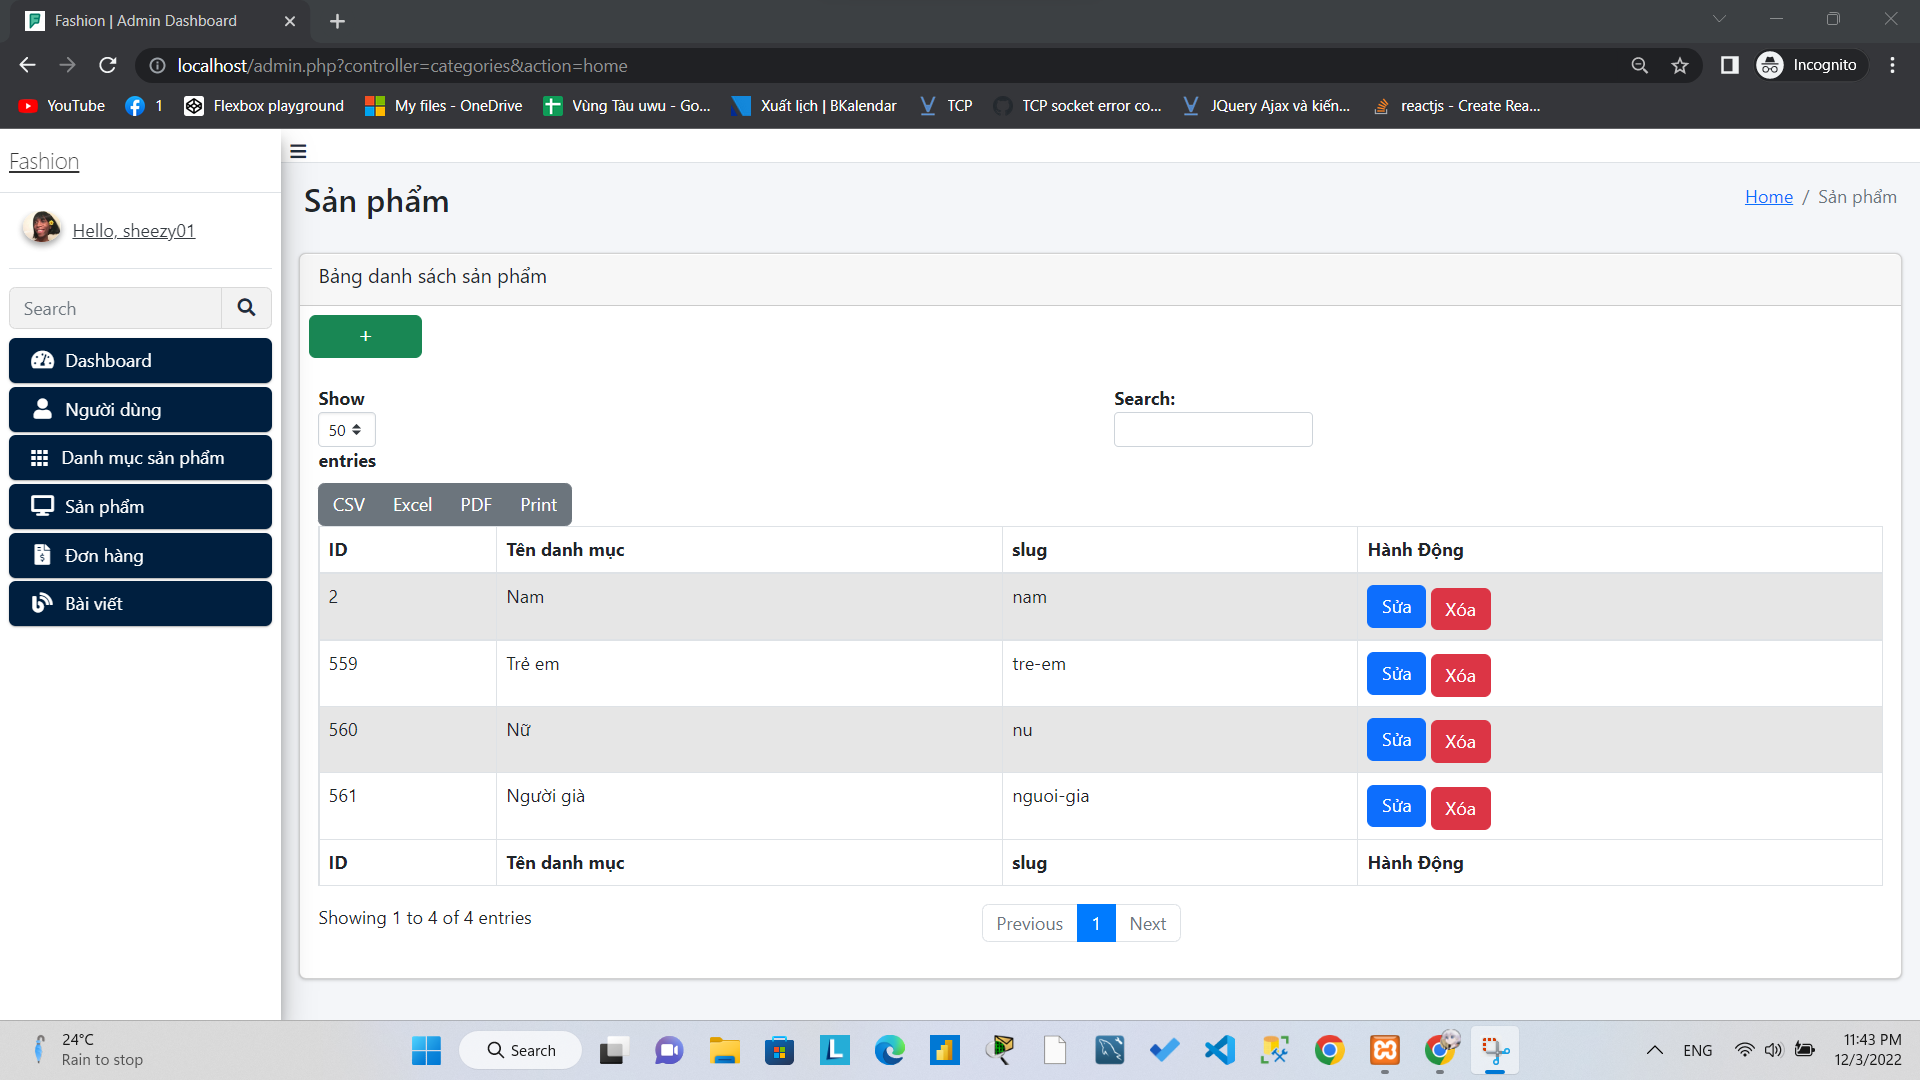 Fashion | Admin Dashboard
localhost/admin.php?controller=categories&action=home
Incognito
YouTube
1
Flexbox playground
My files - OneDrive
Vùng Tàu uwu - Go...
Xuất lịch | BKalendar
TCP
TCP socket error co...
JQuery Ajax và kiến...
reactjs - Create Rea...
Fashion
Hello, sheezy01
Search
Dashboard
Người dùng
Danh mục sản phẩm
Sản phẩm
Đơn hàng
Bài viết
Sản phẩm
Home / Sản phẩm
Bảng danh sách sản phẩm
+
Show
50
entries
Search:
CSV Excel PDF Print
ID Tên danh mục slug Hành Động
2 Nam nam Sửa Xóa
559 Trẻ em tre-em Sửa Xóa
560 Nữ nu Sửa Xóa
561 Người già nguoi-gia Sửa Xóa
ID Tên danh mục slug Hành Động
Showing 1 to 4 of 4 entries
Previous 1 Next
24°C
Rain to stop
Search
ENG
11:43 PM
12/3/2022